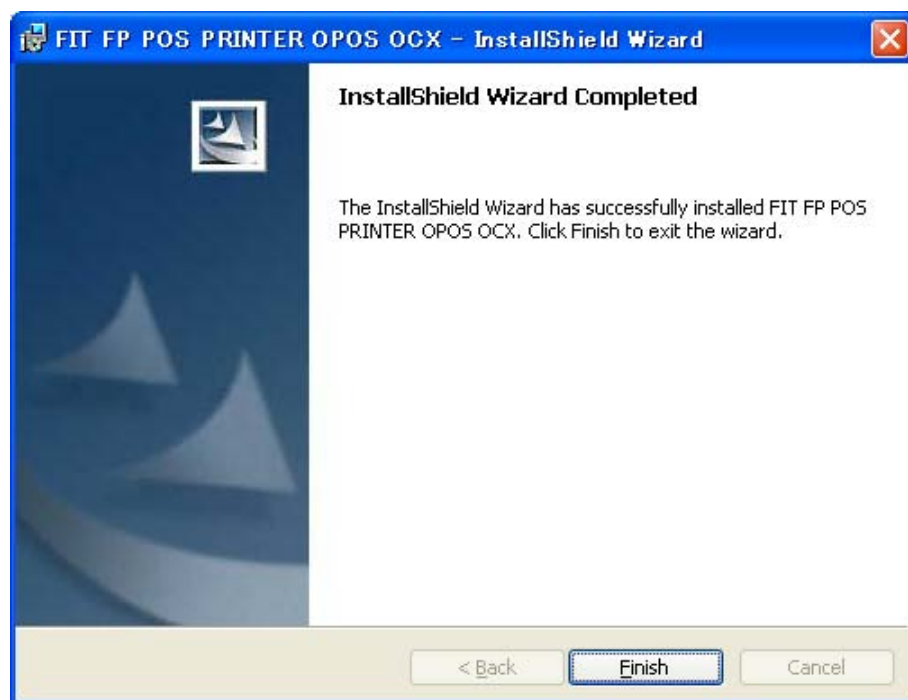 FIT FP POS PRINTER OPOS OCX - InstallShield Wizard
InstallShield Wizard Completed
The InstallShield Wizard has successfully installed FIT FP POS
PRINTER OPOS OCX. Click Finish to exit the wizard.
< Back Finish Cancel